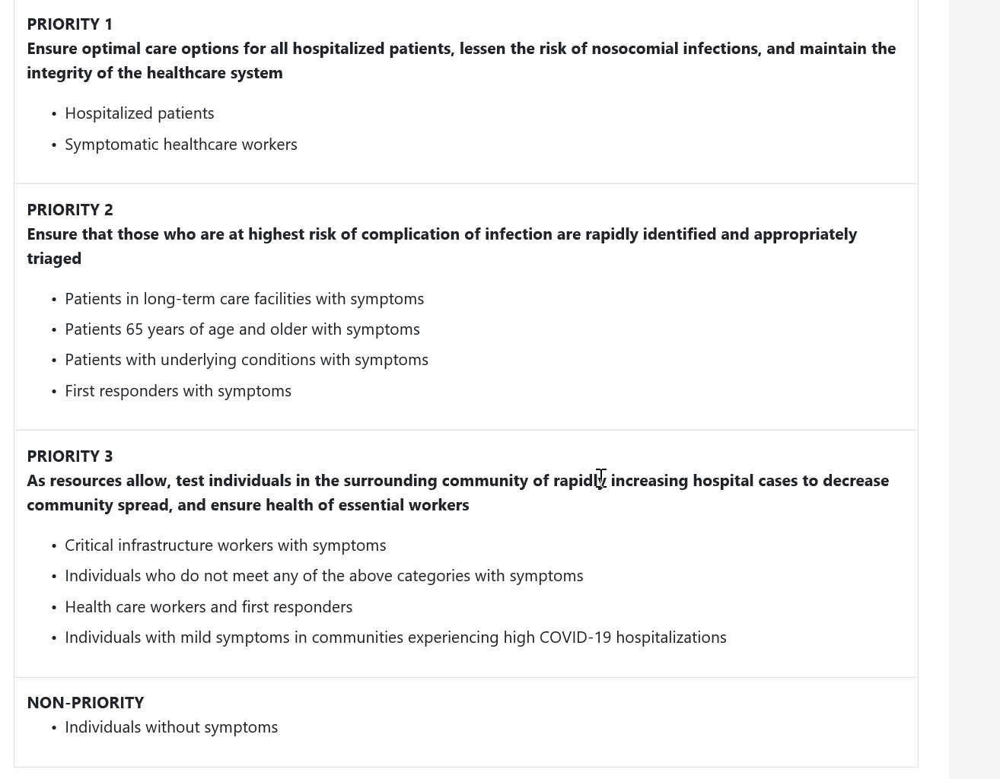 PRIORITY 1
Ensure optimal care options for all hospitalized patients, lessen the risk of nosocomial infections, and maintain the
integrity of the healthcare system
• Hospitalized patients
• Symptomatic healthcare workers
PRIORITY 2
Ensure that those who are at highest risk of complication of infection are rapidly identified and appropriately
triaged
• Patients in long-term care facilities with symptoms
• Patients 65 years of age and older with symptoms
• Patients with underlying conditions with symptoms
• First responders with symptoms
PRIORITY 3
As resources allow, test individuals in the surrounding community of rapidly increasing hospital cases to decrease
community spread, and ensure health of essential workers
• Critical infrastructure workers with symptoms
• Individuals who do not meet any of the above categories with symptoms
• Health care workers and first responders
• Individuals with mild symptoms in communities experiencing high COVID-19 hospitalizations
NON-PRIORITY
• Individuals without symptoms